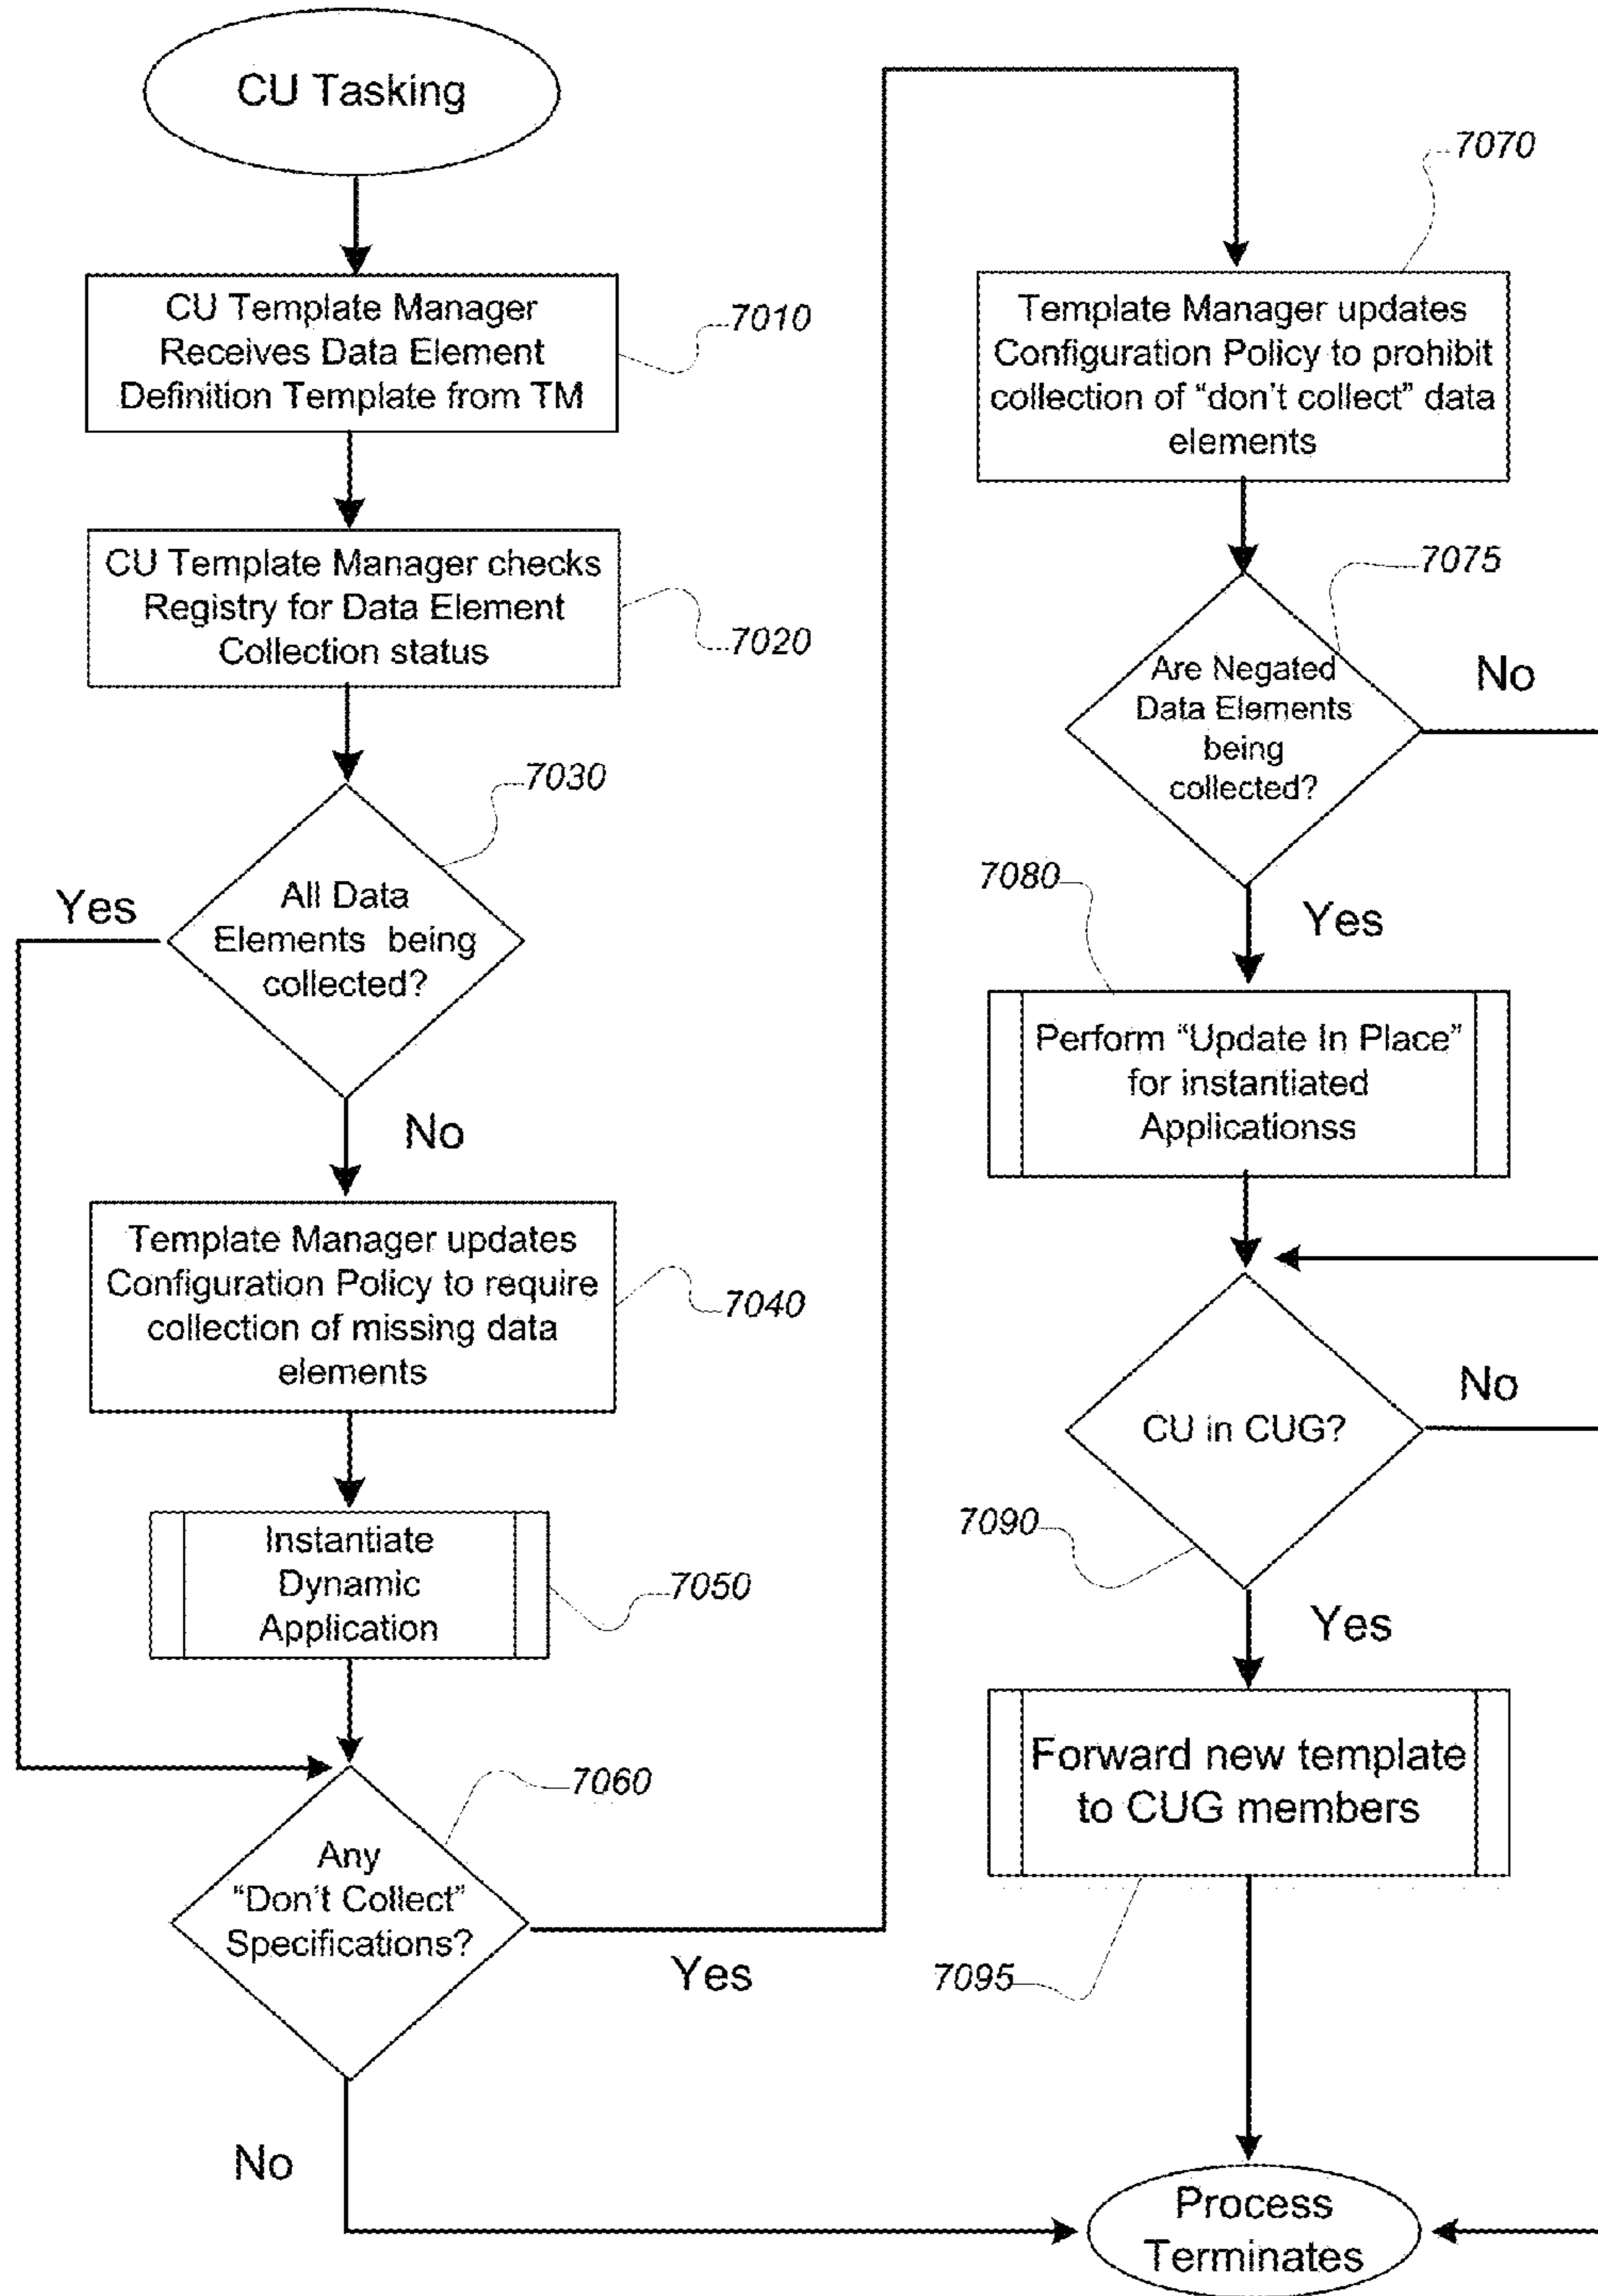 CU Tasking
CU Template Manager
Receives Data Element
Definition Template from TM
7010
CU Template Manager checks
Registry for Data Element
Collection status
7020
7030
All Data
Elements being
collected?
Yes
No
Template Manager updates
Configuration Policy to require
collection of missing data
elements
7040
Instantiate
Dynamic
Application
7050
7060
Any
“Don’t Collect”
Specifications?
Yes
No
7070
Template Manager updates
Configuration Policy to prohibit
collection of “don’t collect” data
elements
7075
Are Negated
Data Elements
being
collected?
No
7080
Yes
Perform “Update In Place”
for instantiated
Applicationss
CU in CUG?
No
7090
Yes
Forward new template
to CUG members
7095
Process
Terminates